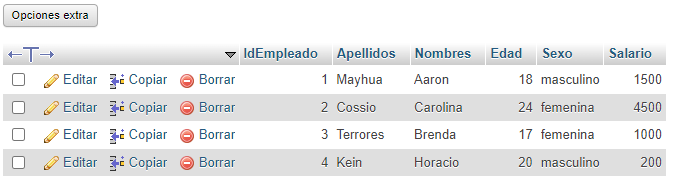 Opciones extra
IdEmpleado Apellidos Nombres Edad Sexo Salario
Editar Copiar Borrar 1 Mayhua Aaron 18 masculino 1500
Editar Copiar Borrar 2 Cossio Carolina 24 femenina 4500
Editar Copiar Borrar 3 Terrores Brenda 17 femenina 1000
Editar Copiar Borrar 4 Kein Horacio 20 masculino 200